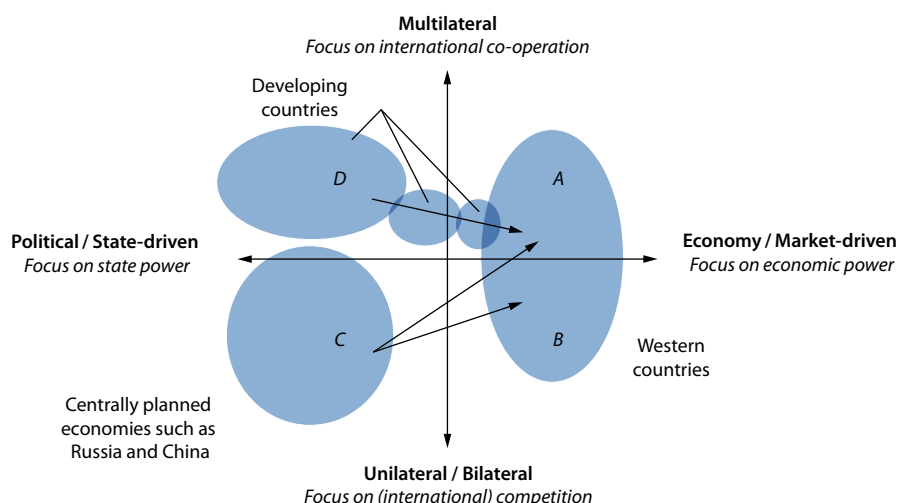 Multilateral
Focus on international co-operation
Developing
countries
D
A
Political / State-driven
Focus on state power
Economy / Market-driven
Focus on economic power
C
B
Western
countries
Centrally planned
economies such as
Russia and China
Unilateral / Bilateral
Focus on (international) competition